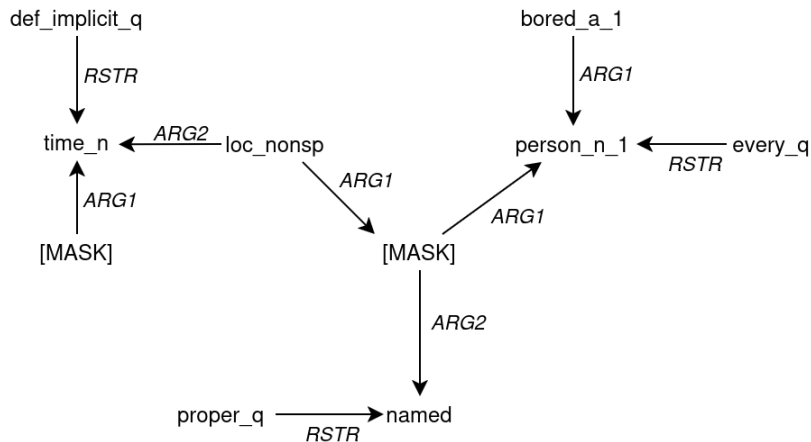 def_implicit_q
bored_a_1
RSTR
ARG1
time_n
ARG2
loc_nonsp
person_n_1
every_q
RSTR
ARG1
ARG1
ARG1
[MASK]
[MASK]
ARG2
proper_q
named
RSTR